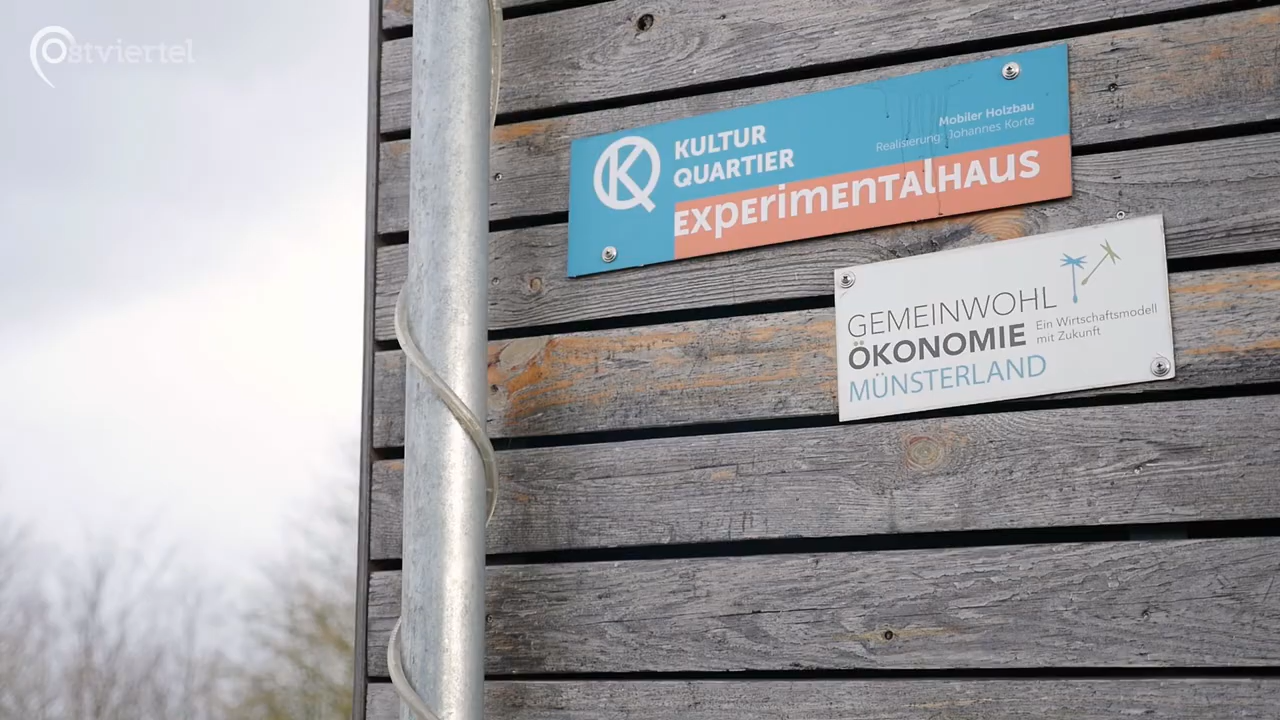 Ostviertel
KULTUR
QUARTIER
Mobiler Holzbau
Realisierung: Johannes Korte
experimentalhaus
GEMEINWOHL
ÖKONOMIE
Ein Wirtschaftsmodell
mit Zukunft
MÜNSTERLAND